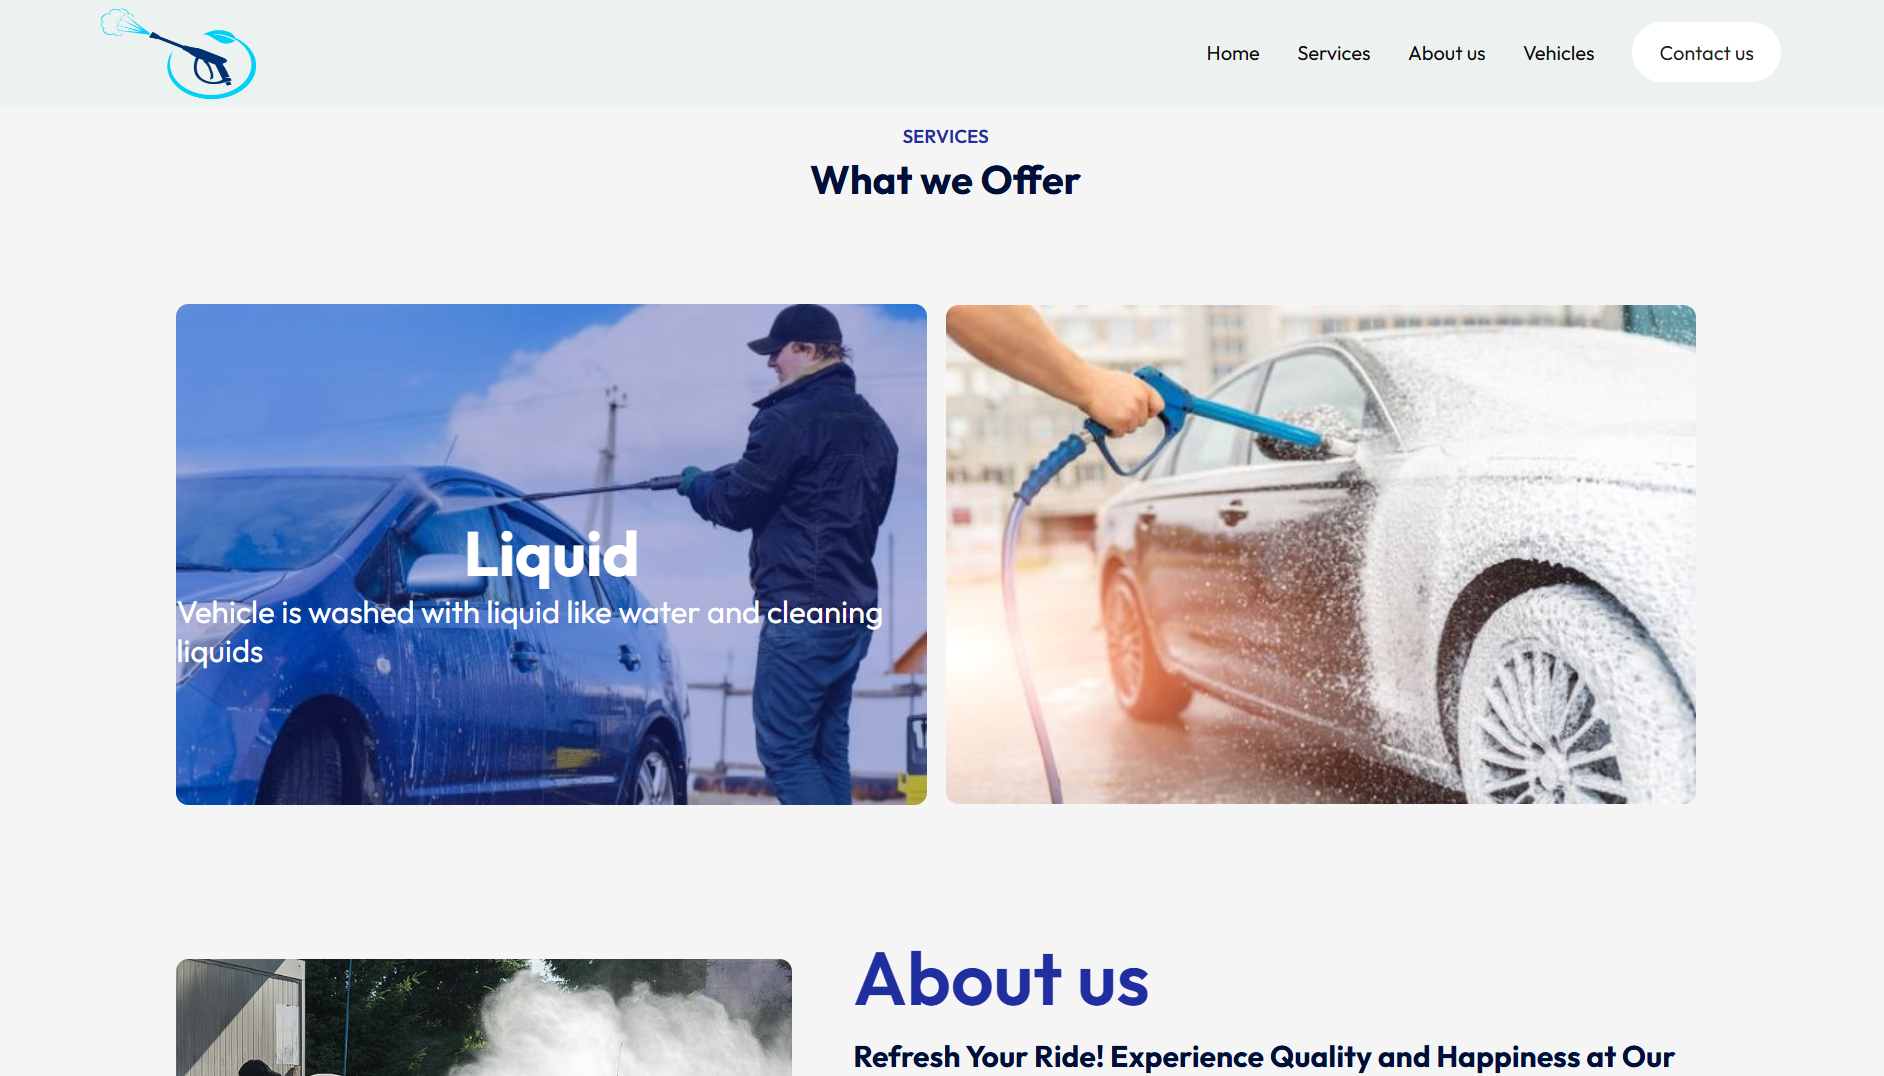 Home
Services
About us
Vehicles
Contact us
SERVICES
What we Offer
Liquid
Vehicle is washed with liquid like water and cleaning
liquids
About us
Refresh Your Ride! Experience Quality and Happiness at Our